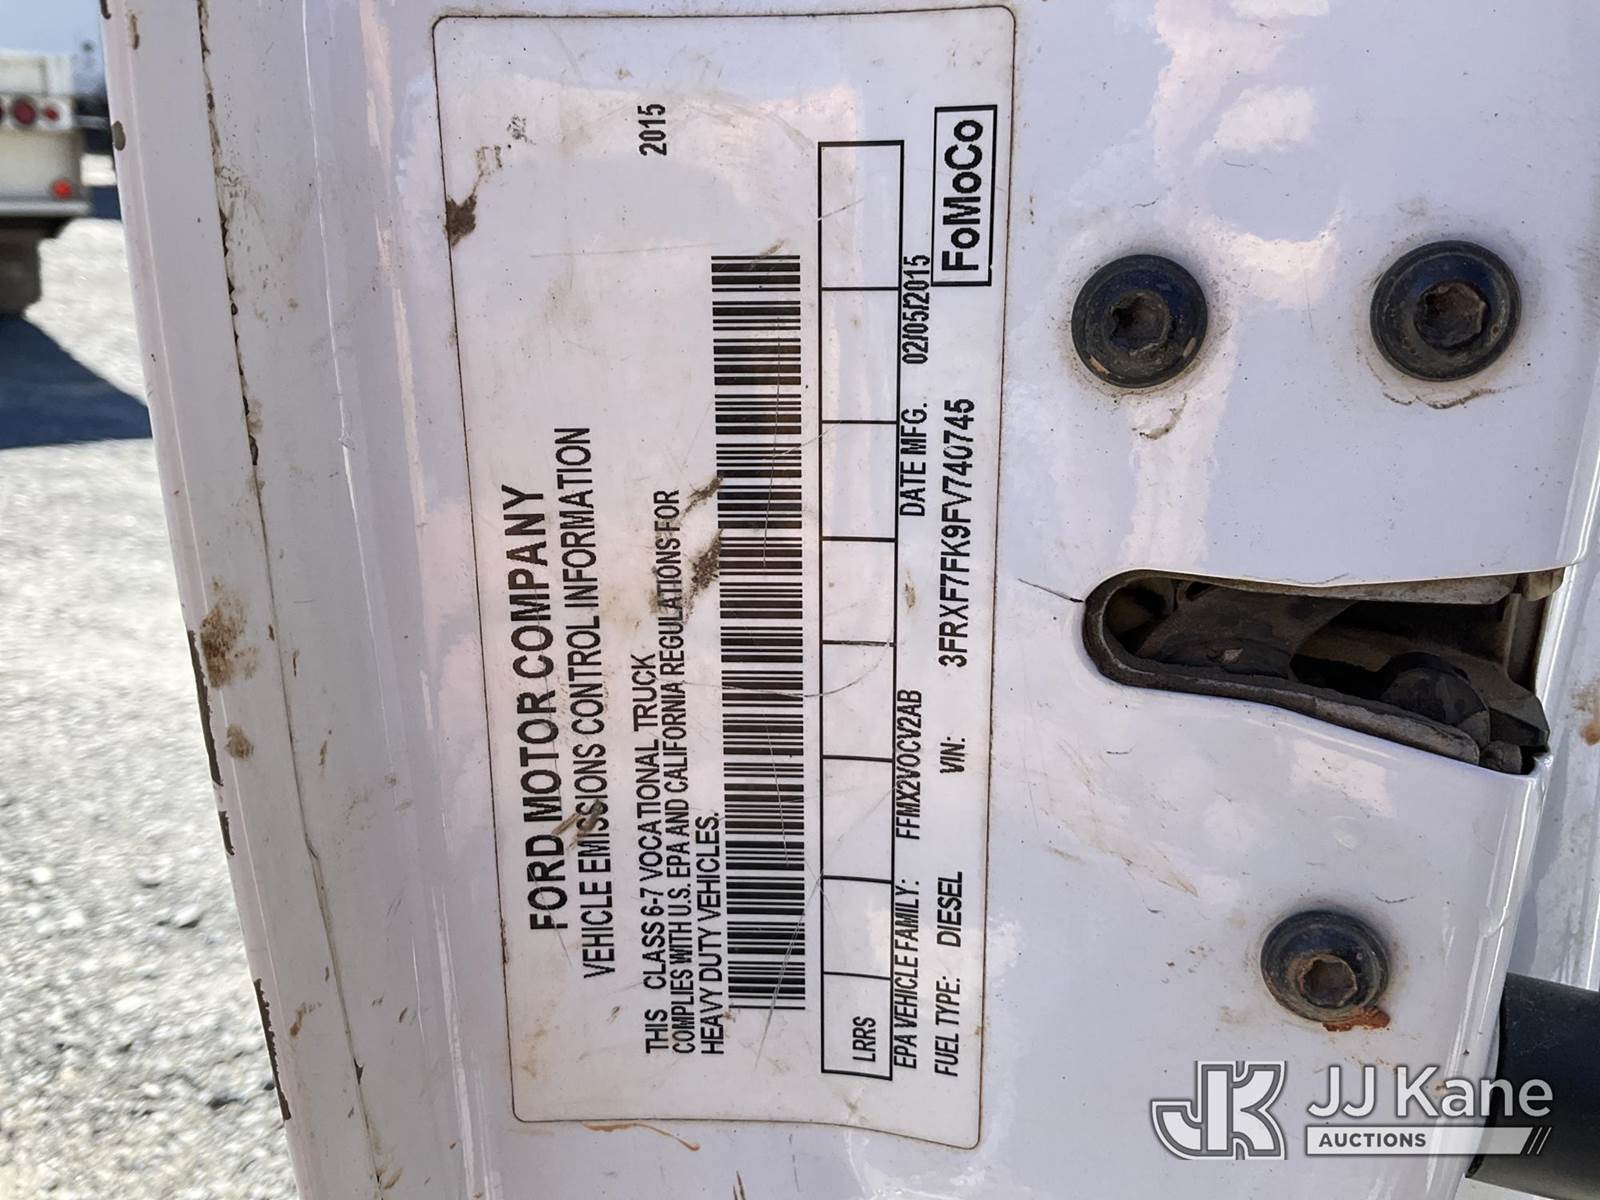 FORD MOTOR COMPANY
VEHICLE EMISSIONS CONTROL INFORMATION
THIS CLASS 6-7 VOCATIONAL TRUCK 2015
COMPLIES WITH U.S. EPA AND CALIFORNIA REGULATIONS FOR
HEAVY DUTY VEHICLES.
LRRS
EPA VEHICLE FAMILY: FFMX2VOCV2AB DATE MFG. 02/05/2015
FUEL TYPE: DIESEL VIN: 3FRXF7FK9FV740745 FoMoCo
JK JJ Kane
AUCTIONS